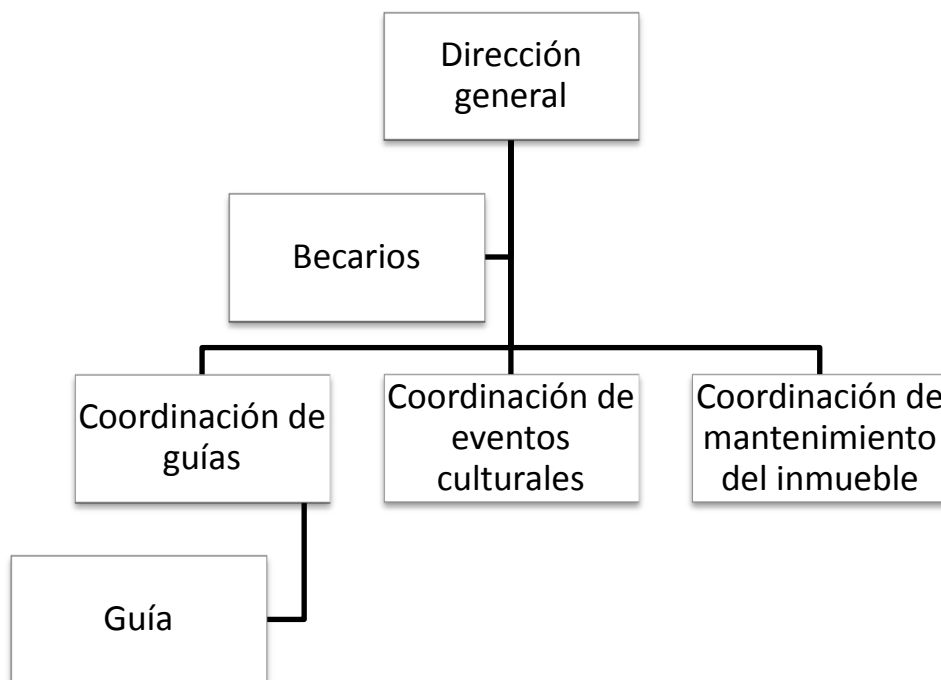 Dirección
general
Becarios
Coordinación de
guías
Coordinación de
eventos
culturales
Coordinación de
mantenimiento
del inmueble
Guía